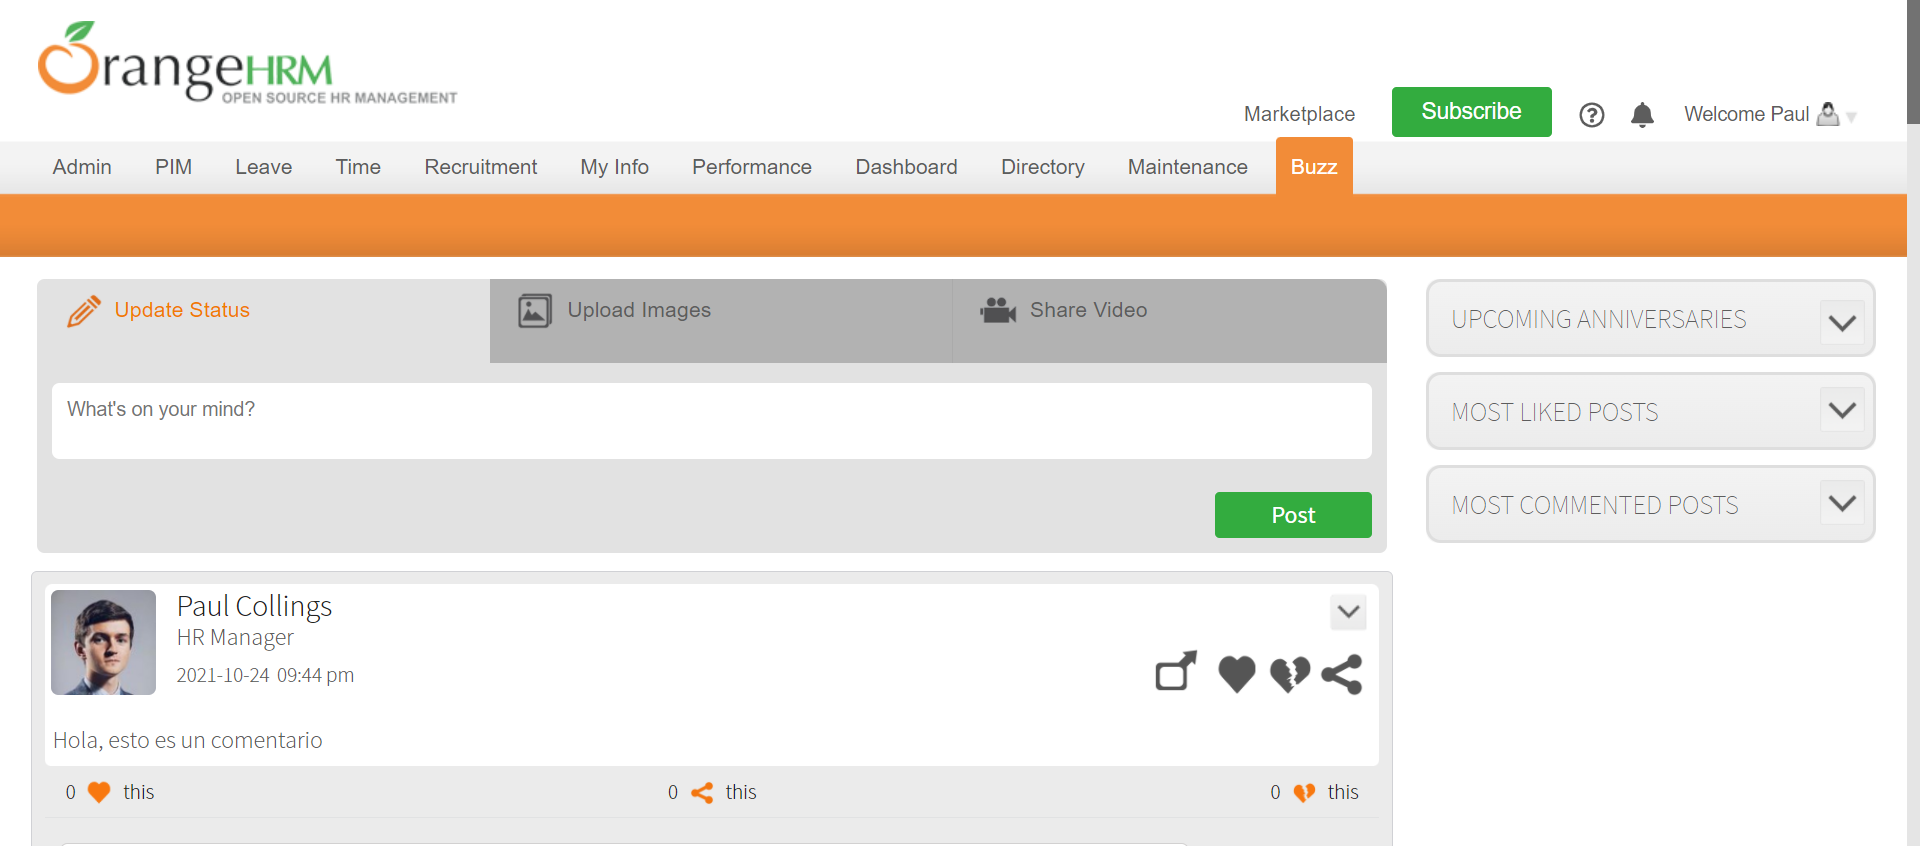 OrangeHRM
OPEN SOURCE HR MANAGEMENT
Marketplace
Subscribe
Welcome Paul
Admin PIM Leave Time Recruitment My Info Performance Dashboard Directory Maintenance Buzz
Update Status Upload Images Share Video
What's on your mind?
Post
UPCOMING ANNIVERSARIES
MOST LIKED POSTS
MOST COMMENTED POSTS
Paul Collings
HR Manager
2021-10-24 09:44 pm
Hola, esto es un comentario
0 this 0 this 0 this